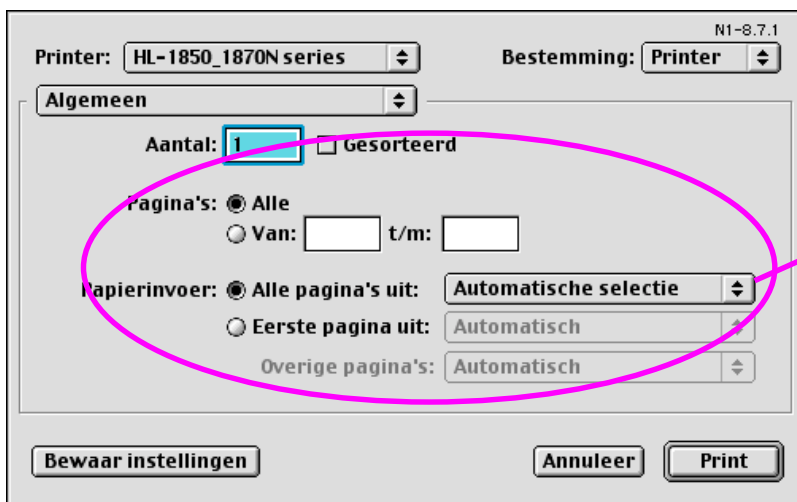 N1-8.7.1
Printer: HL-1850_1870N series Bestemming: Printer
Algemeen
Aantal: 1 Gesorteerd
Pagina's: Alle
Van: t/m:
Papierinvoer: Alle pagina's uit: Automatische selectie
Eerste pagina uit: Automatisch
Overige pagina's: Automatisch
Bewaar instellingen Annuleer Print